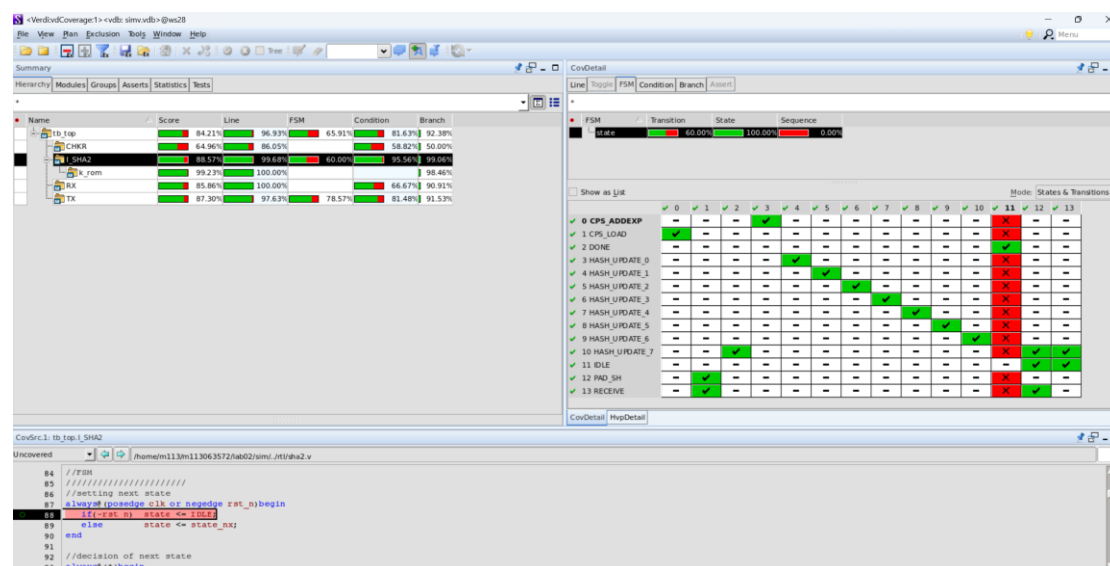 <Verdi:vdCoverage:1> <vdb: simv.vdb> @ws28
File View Plan Exclusion Tools Window Help
Menu
Tree
Summary
CovDetail
Hierarchy Modules Groups Asserts Statistics Tests
Line Toggle FSM Condition Branch Assert
*
*
Name Score Line FSM Condition Branch
tb_top 84.21% 96.93% 65.91% 81.63% 92.38%
CHKR 64.96% 86.05% 58.82% 50.00%
I_SHA2 88.57% 99.68% 60.00% 95.56% 99.06%
k_rom 99.23% 100.00% 98.46%
RX 85.86% 100.00% 66.67% 90.91%
TX 87.30% 97.63% 78.57% 81.48% 91.53%
FSM Transition State Sequence
state 60.00% 100.00% 0.00%
Show as List
Mode: States & Transitions
0 1 2 3 4 5 6 7 8 9 10 11 12 13
0 CPS_ADDEXP
1 CPS_LOAD
2 DONE
3 HASH_UPDATE_0
4 HASH_UPDATE_1
5 HASH_UPDATE_2
6 HASH_UPDATE_3
7 HASH_UPDATE_4
8 HASH_UPDATE_5
9 HASH_UPDATE_6
10 HASH_UPDATE_7
11 IDLE
12 PAD_SH
13 RECEIVE
CovDetail HvpDetail
CovSrc.1: tb_top.I_SHA2
Uncovered
/home/m113/m113063572/lab02/sim/../rtl/sha2.v
84 //FSM
85 ///////////////////////
86 //setting next state
87 always@(posedge clk or negedge rst_n)begin
88 if(~rst_n) state <= IDLE;
89 else state <= state_nx;
90 end
91
92 //decision of next state